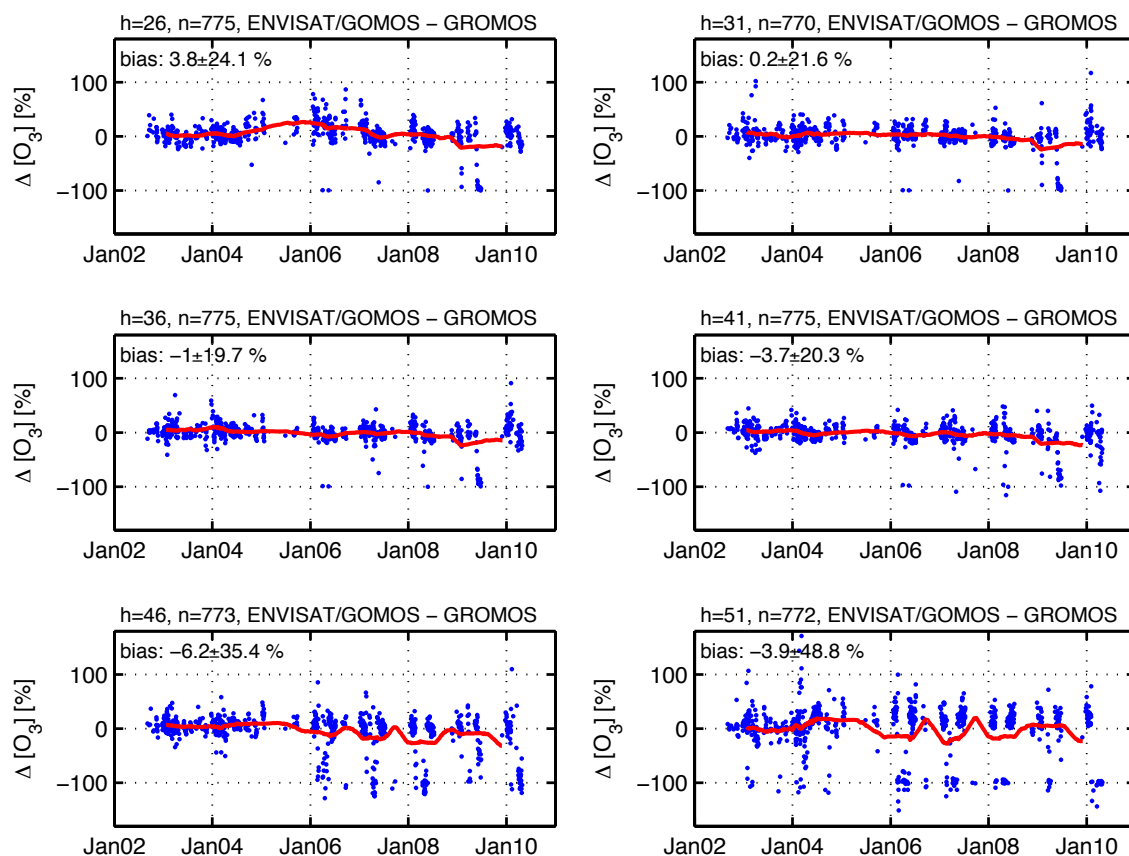 h=26, n=775, ENVISAT/GOMOS − GROMOS
bias: 3.8±24.1 %
Δ [O3] [%]
100
0
−100
Jan02 Jan04 Jan06 Jan08 Jan10
h=31, n=770, ENVISAT/GOMOS − GROMOS
bias: 0.2±21.6 %
Δ [O3] [%]
100
0
−100
Jan02 Jan04 Jan06 Jan08 Jan10
h=36, n=775, ENVISAT/GOMOS − GROMOS
bias: −1±19.7 %
Δ [O3] [%]
100
0
−100
Jan02 Jan04 Jan06 Jan08 Jan10
h=41, n=775, ENVISAT/GOMOS − GROMOS
bias: −3.7±20.3 %
Δ [O3] [%]
100
0
−100
Jan02 Jan04 Jan06 Jan08 Jan10
h=46, n=773, ENVISAT/GOMOS − GROMOS
bias: −6.2±35.4 %
Δ [O3] [%]
100
0
−100
Jan02 Jan04 Jan06 Jan08 Jan10
h=51, n=772, ENVISAT/GOMOS − GROMOS
bias: −3.9±48.8 %
Δ [O3] [%]
100
0
−100
Jan02 Jan04 Jan06 Jan08 Jan10